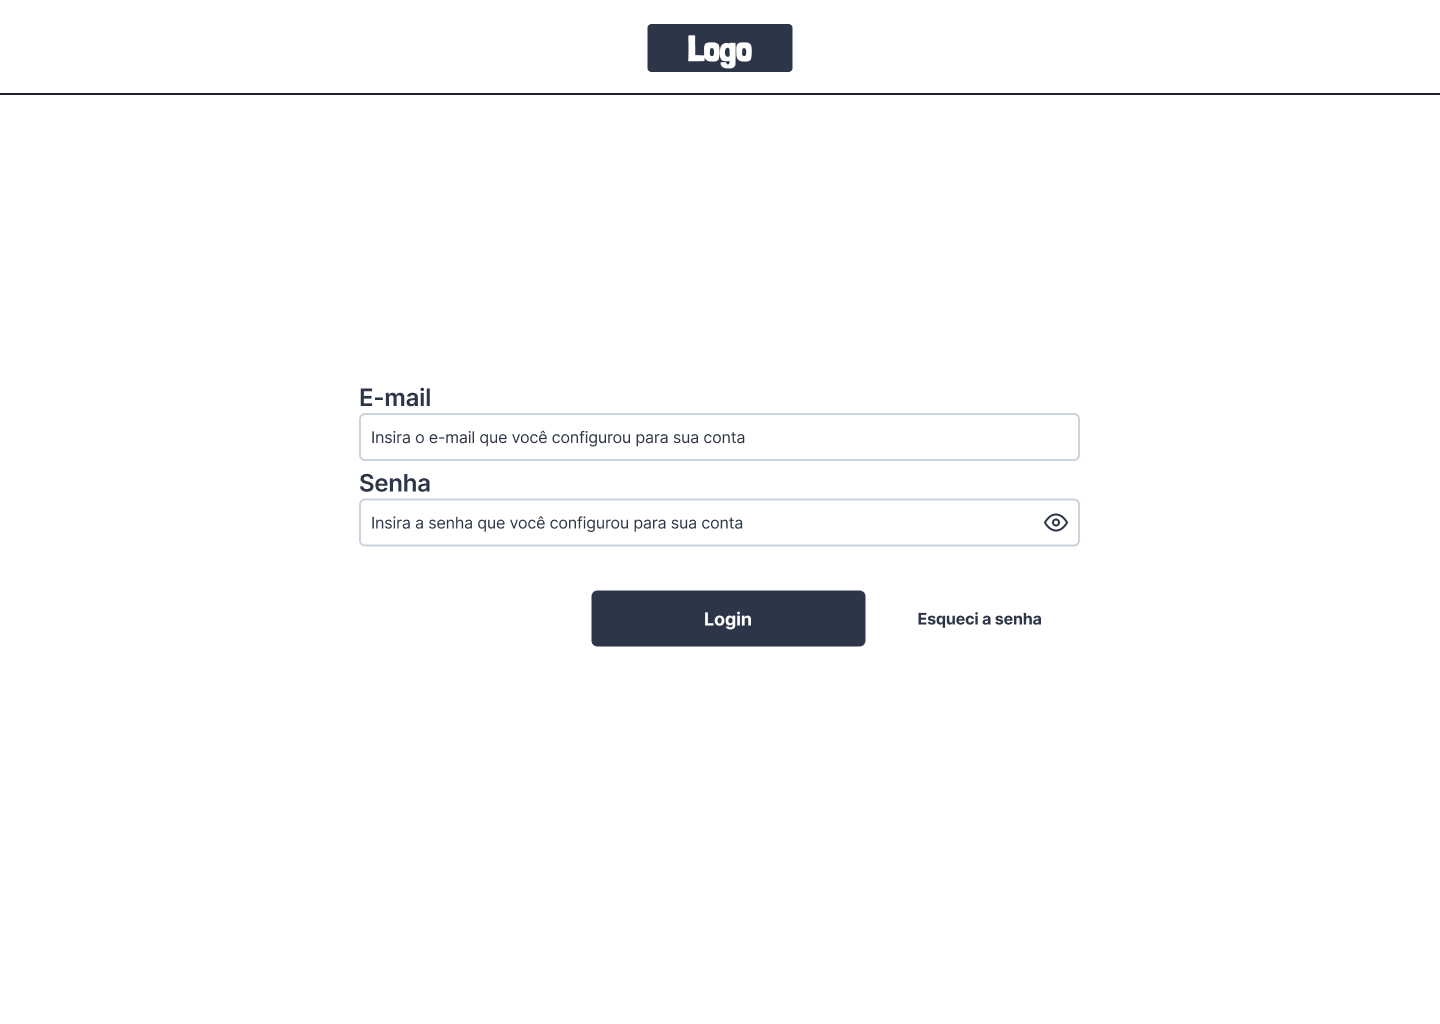 Logo
E-mail
Insira o e-mail que você configurou para sua conta
Senha
Insira a senha que você configurou para sua conta
Login
Esqueci a senha